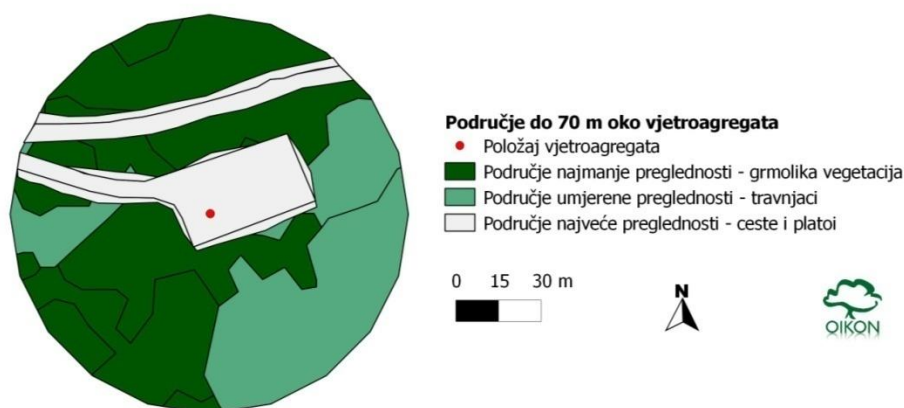 Područje do 70 m oko vjetroagregata
Položaj vjetroagregata
Područje najmanje preglednosti - grmolika vegetacija
Područje umjerene preglednosti - travnjaci
Područje najveće preglednosti - ceste i platoi
0 15 30 m
N
OIKON